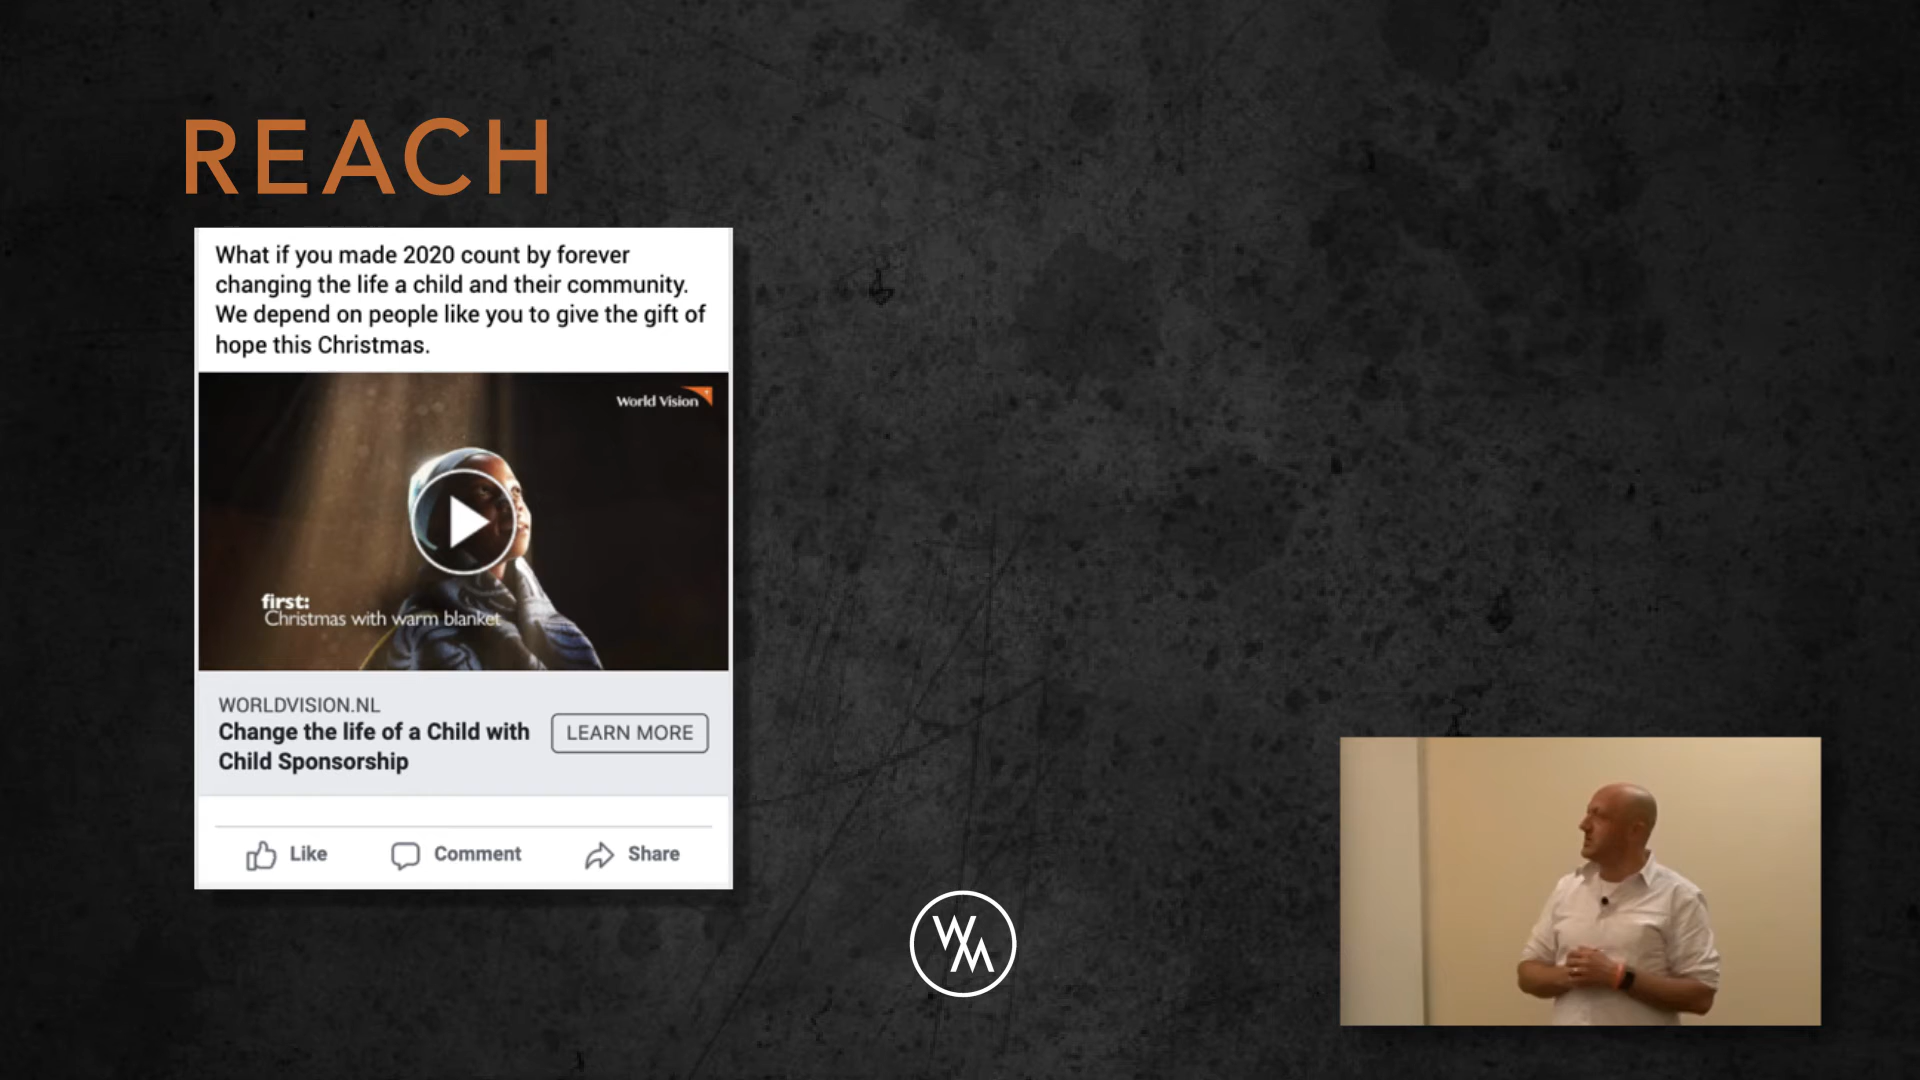 REACH
What if you made 2020 count by forever
changing the life a child and their community.
We depend on people like you to give the gift of
hope this Christmas.
World Vision
first:
Christmas with warm blanket
WORLDVISION.NL
Change the life of a Child with
Child Sponsorship
LEARN MORE
Like Comment Share
WM